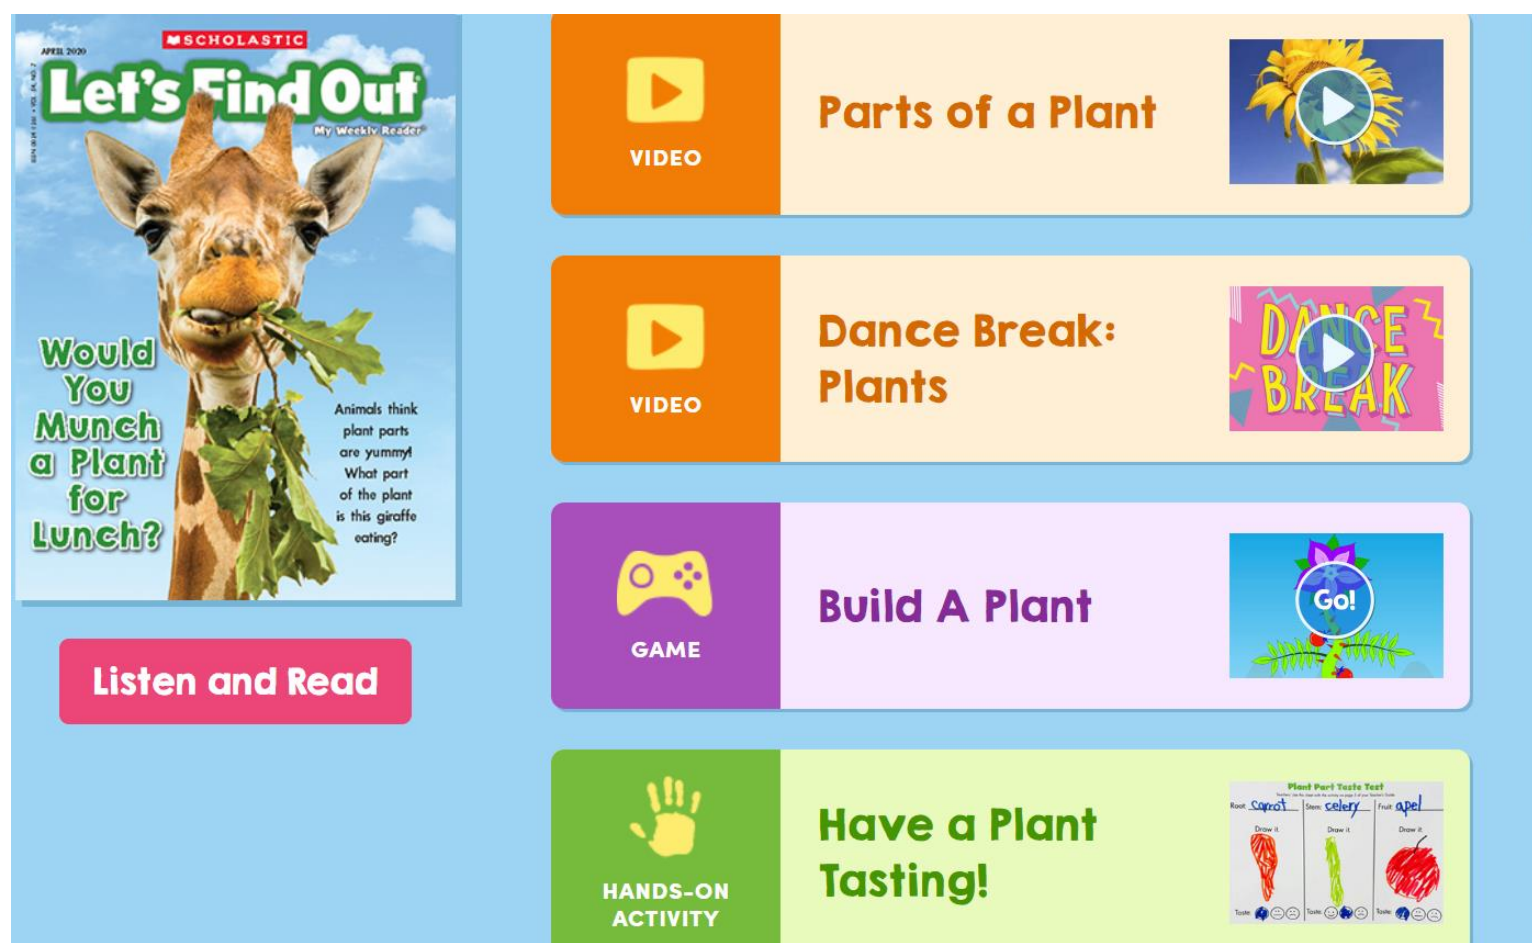 APRIL 2020
SCHOLASTIC
Let's Find Out
My Weekly Reader
Would
You
Munch
a Plant
for
Lunch?
Animals think
plant parts
are yummy!
What part
of the plant
is this giraffe
eating?
Listen and Read
VIDEO
Parts of a Plant
VIDEO
Dance Break:
Plants
DANCE
BREAK
GAME
Build A Plant
Go!
HANDS-ON
ACTIVITY
Have a Plant
Tasting!
Plant Part Taste Test
Root: carrot Stem: celery Fruit: apel
Draw it. Draw it. Draw it.
Taste: Taste: Taste: